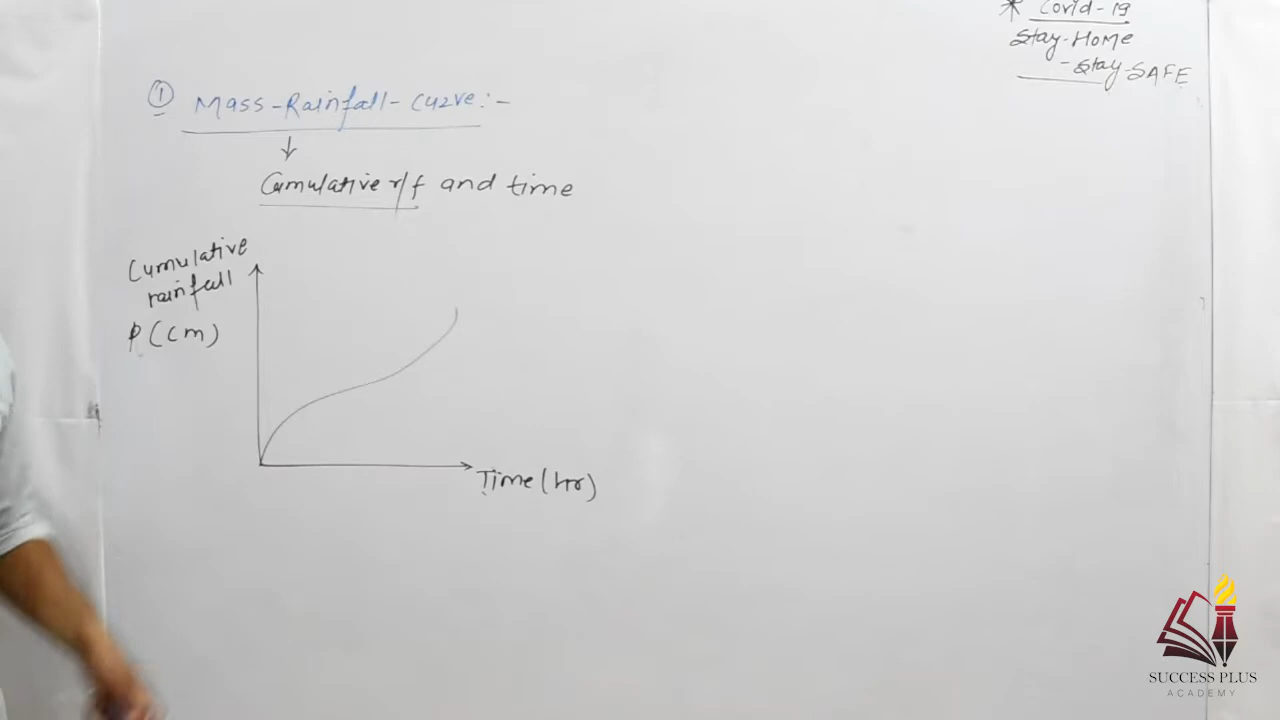 * Covid-19
Stay-Home
-Stay-SAFE
① Mass-Rainfall-Curve:-
↓
Cumulative r/f and time
Cumulative
rainfall
P(cm)
Time(hr)
SUCCESS PLUS
ACADEMY